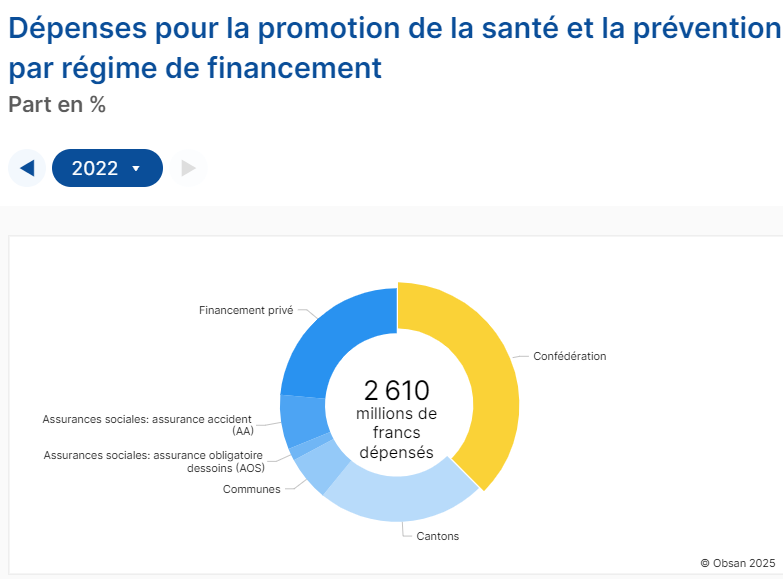 Dépenses pour la promotion de la santé et la prévention
par régime de financement
Part en %
2022
Financement privé
Confédération
2 610
millions de
francs
dépensés
Assurances sociales: assurance accident
(AA)
Assurances sociales: assurance obligatoire
dessoins (AOS)
Communes
Cantons
© Obsan 2025